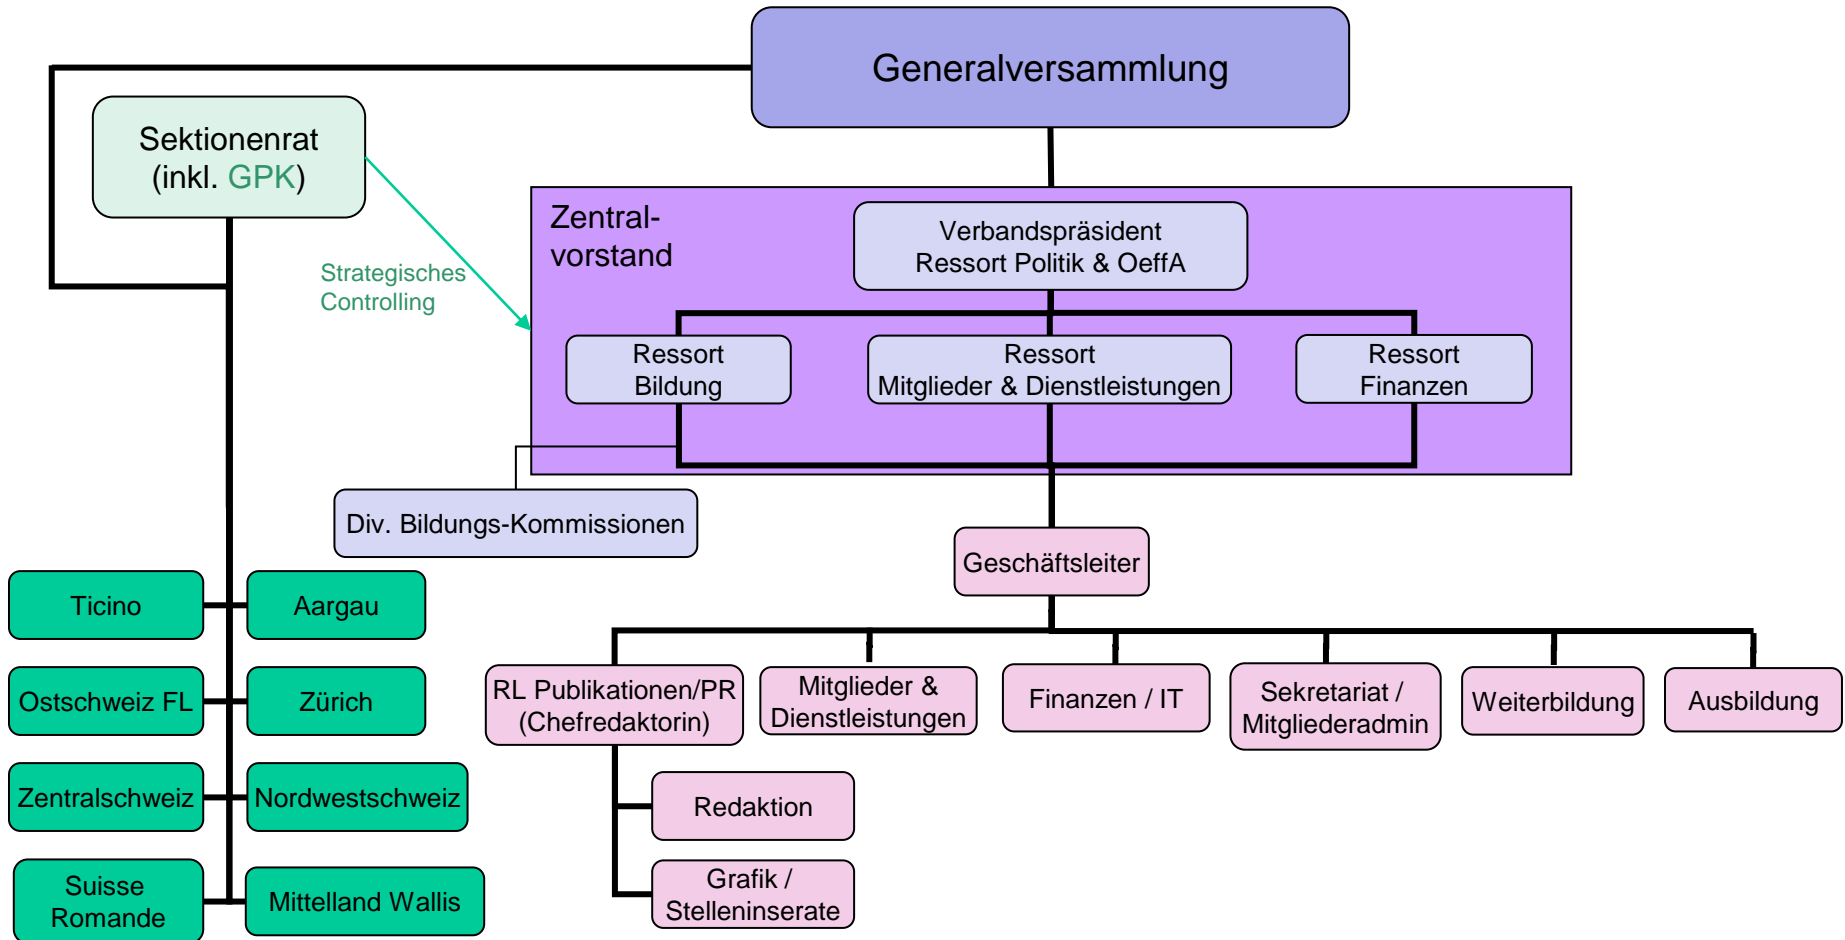 Generalversammlung
Sektionenrat
(inkl. GPK)
Strategisches
Controlling
Zentral-
vorstand
Verbandspräsident
Ressort Politik & OeffA
Ressort
Bildung
Ressort
Mitglieder & Dienstleistungen
Ressort
Finanzen
Div. Bildungs-Kommissionen
Geschäftsleiter
Ticino
Aargau
Ostschweiz FL
Zürich
Zentralschweiz
Nordwestschweiz
Suisse
Romande
Mittelland Wallis
RL Publikationen/PR
(Chefredaktorin)
Mitglieder &
Dienstleistungen
Finanzen / IT
Sekretariat /
Mitgliederadmin
Weiterbildung
Ausbildung
Redaktion
Grafik /
Stelleninserate